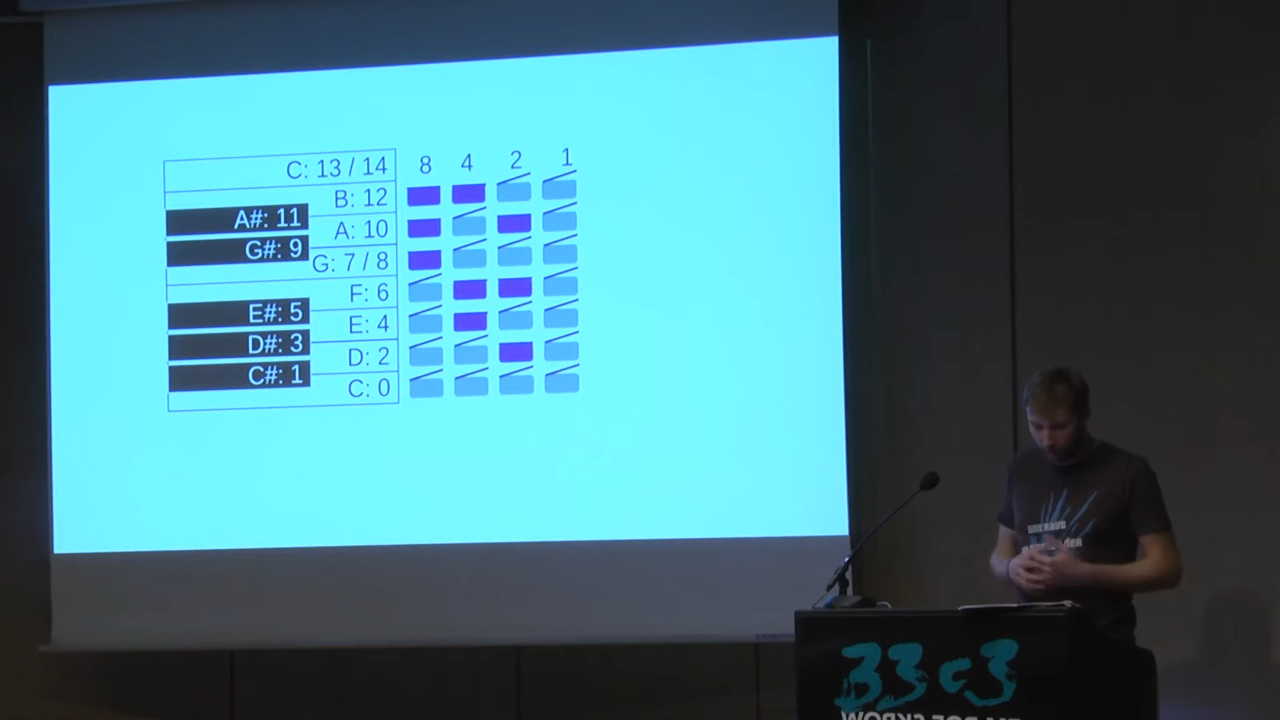 C: 13 / 14 8 4 2 1
B: 12
A#: 11
A: 10
G#: 9
G: 7 / 8
F: 6
E#: 5
E: 4
D#: 3
D: 2
C#: 1
C: 0
33c3